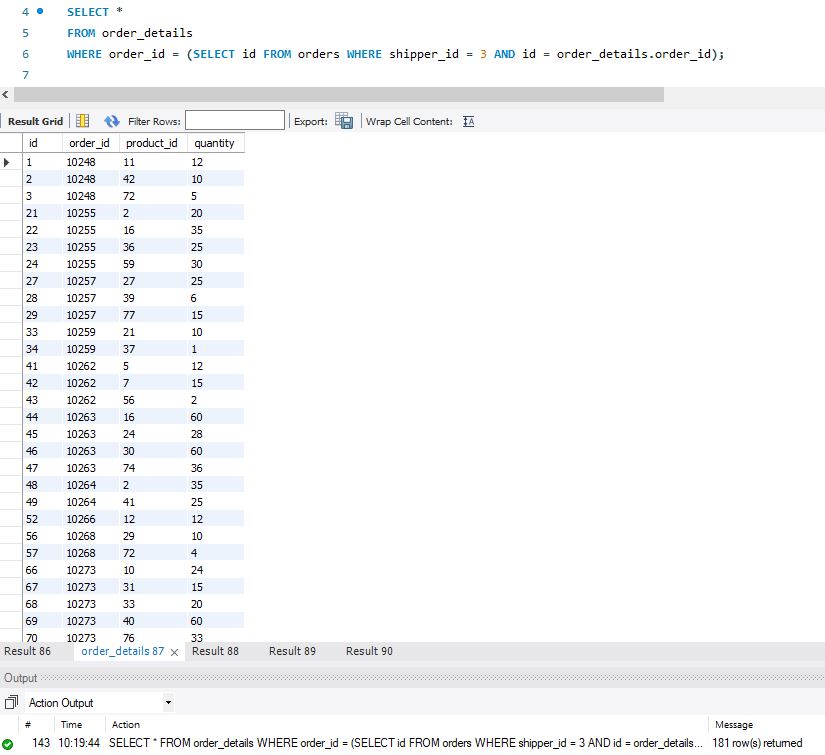 4 SELECT *
5 FROM order_details
6 WHERE order_id = (SELECT id FROM orders WHERE shipper_id = 3 AND id = order_details.order_id);
7
Result Grid Filter Rows: Export: Wrap Cell Content: IA
id order_id product_id quantity
1 10248 11 12
2 10248 42 10
3 10248 72 5
21 10255 2 20
22 10255 16 35
23 10255 36 25
24 10255 59 30
27 10257 27 25
28 10257 39 6
29 10257 77 15
33 10259 21 10
34 10259 37 1
41 10262 5 12
42 10262 7 15
43 10262 56 2
44 10263 16 60
45 10263 24 28
46 10263 30 60
47 10263 74 36
48 10264 2 35
49 10264 41 25
52 10266 12 12
56 10268 29 10
57 10268 72 4
66 10273 10 24
67 10273 31 15
68 10273 33 20
69 10273 40 60
70 10273 76 33
Result 86 order_details 87 Result 88 Result 89 Result 90
Output
Action Output
# Time Action Message
143 10:19:44 SELECT * FROM order_details WHERE order_id = (SELECT id FROM orders WHERE shipper_id = 3 AND id = order_details... 181 row(s) returned